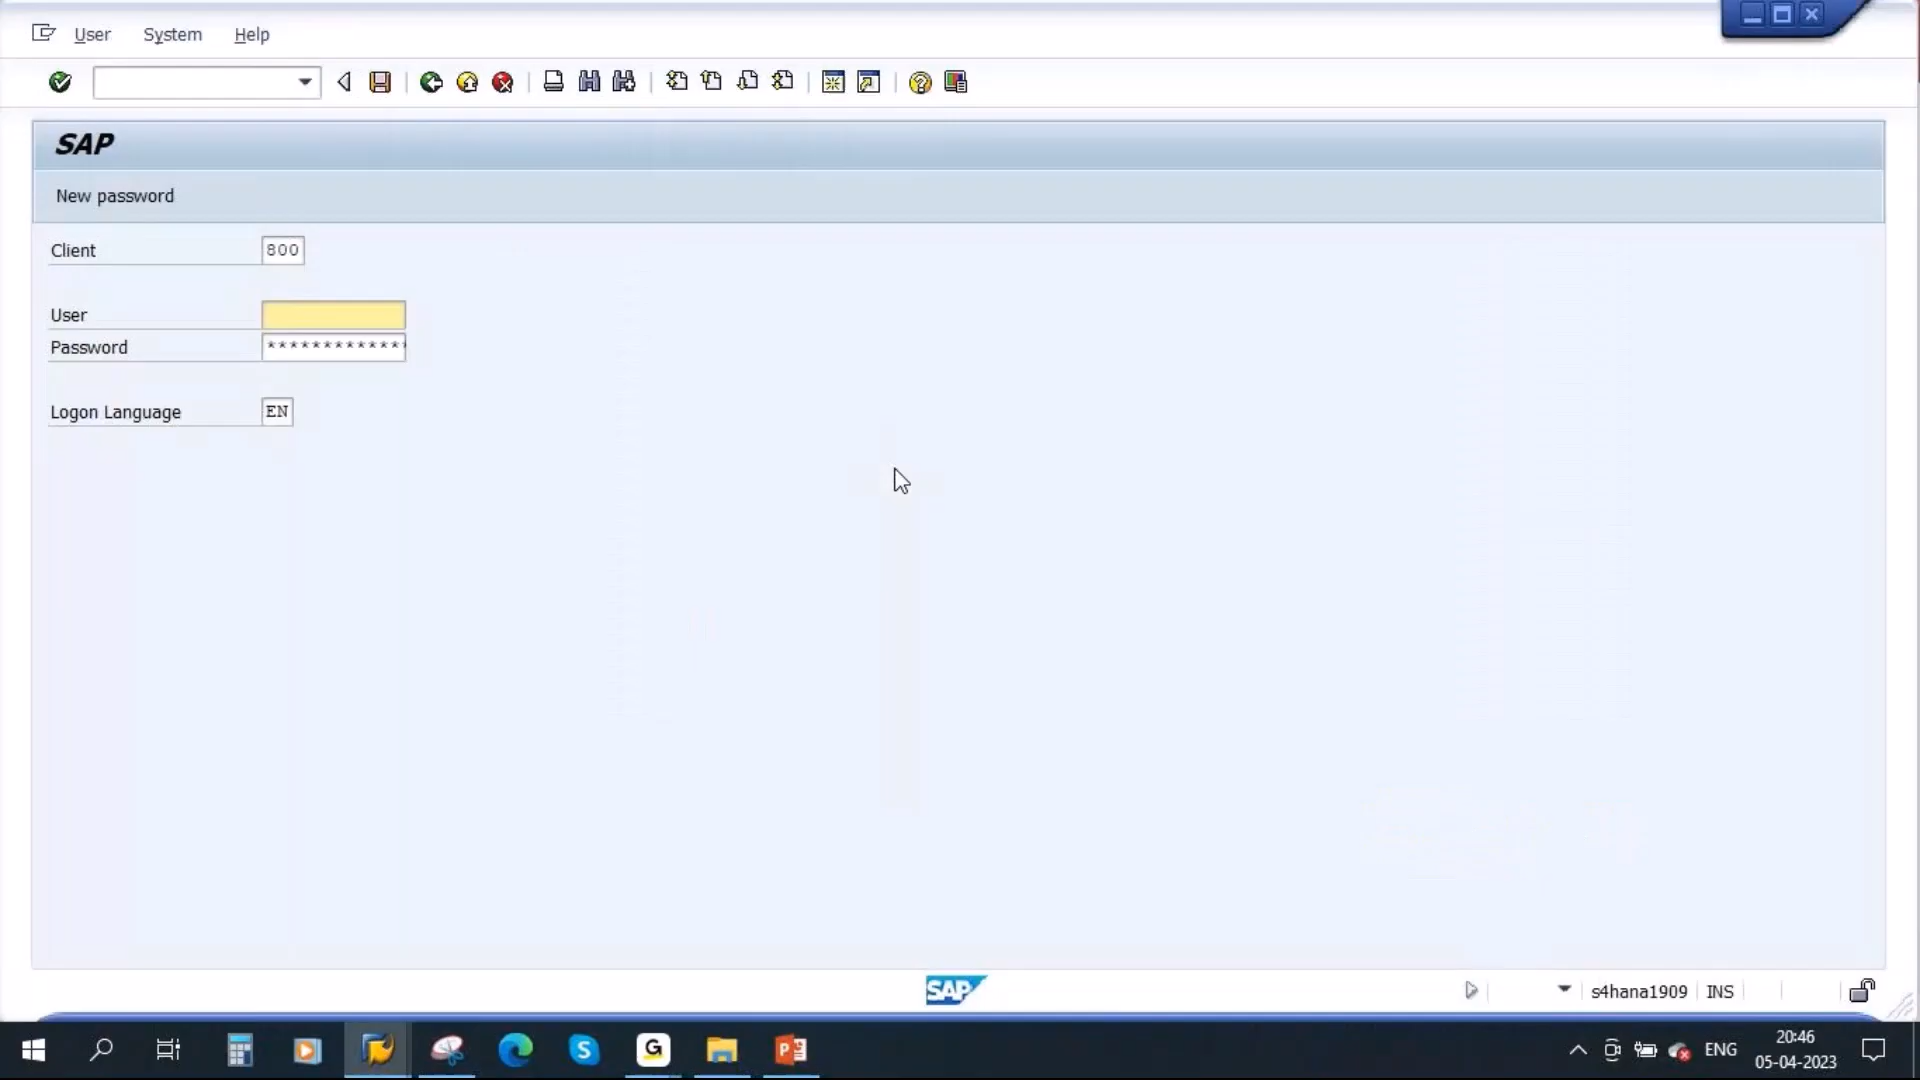 User System Help
SAP
New password
Client 800
User
Password *************
Logon Language EN
SAP
s4hana1909 INS
G
P
ENG
20:46
05-04-2023